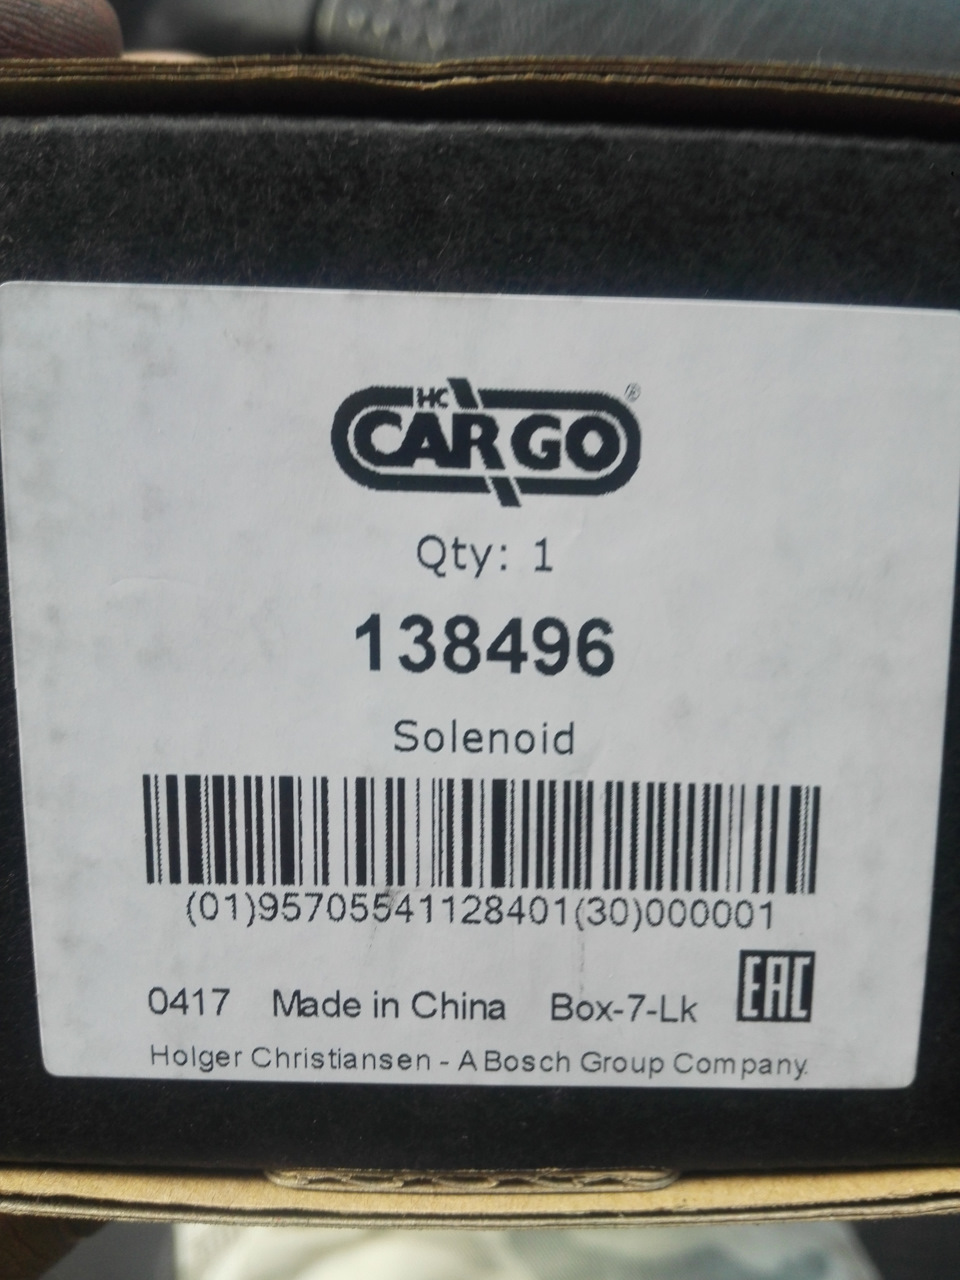 HC
CARGO®
Qty: 1
138496
Solenoid
(01)95705541128401(30)000001
0417 Made in China Box-7-Lk EAC
Holger Christiansen - A Bosch Group Company.